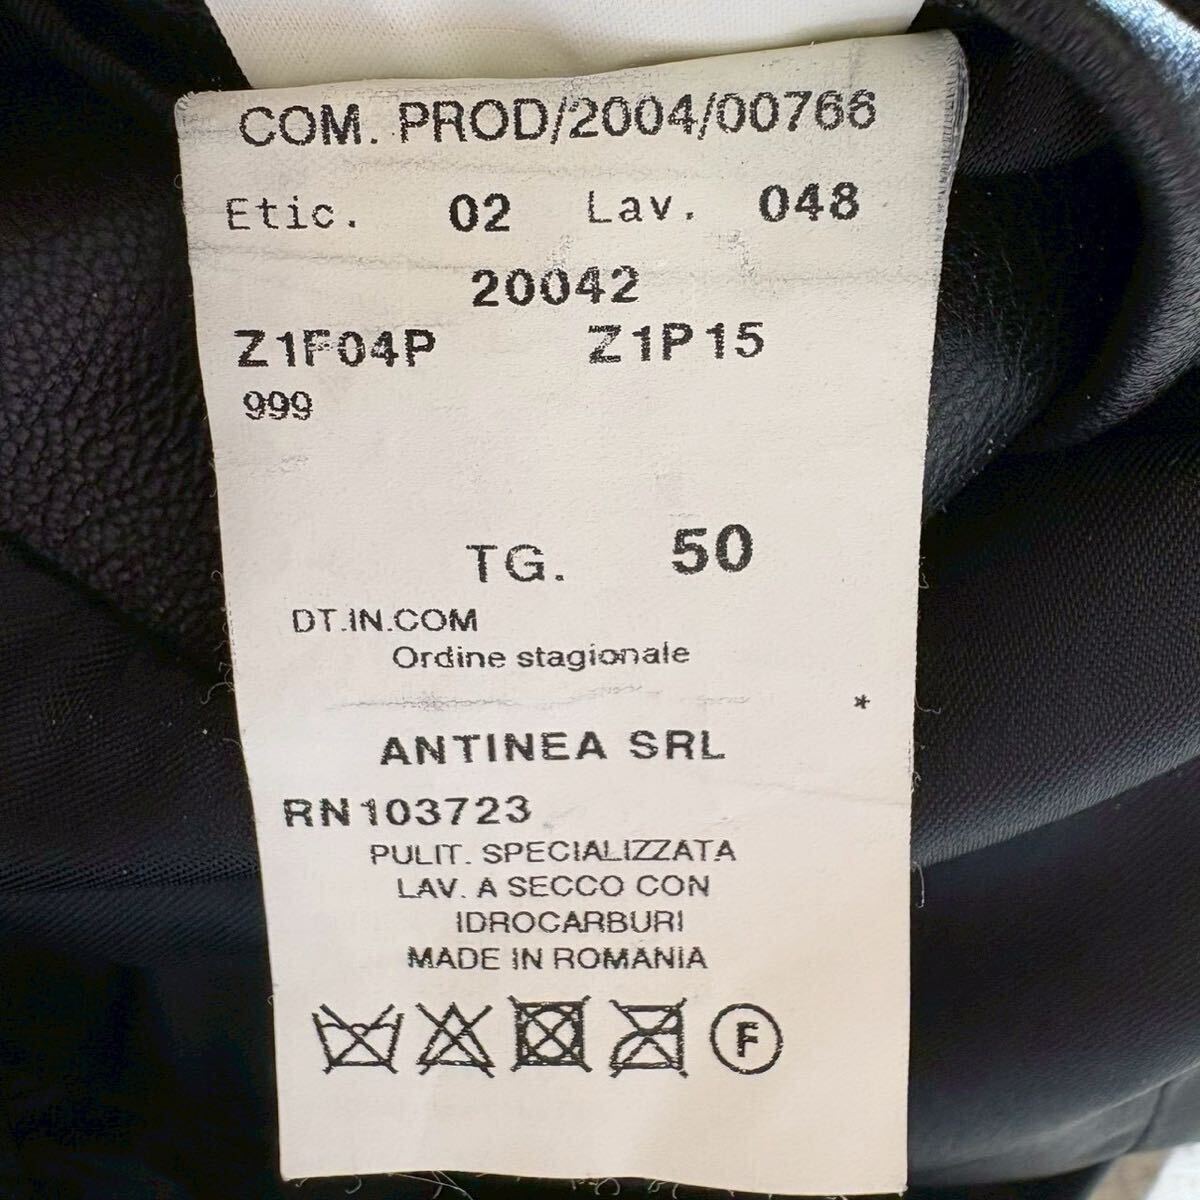 COM. PROD/2004/00766
Etic. 02 Lav. 048
20042
Z1F04P Z1P15
999
TG. 50
DT.IN.COM
Ordine stagionale
*
ANTINEA SRL
RN103723
PULIT. SPECIALIZZATA
LAV. A SECCO CON
IDROCARBURI
MADE IN ROMANIA
F